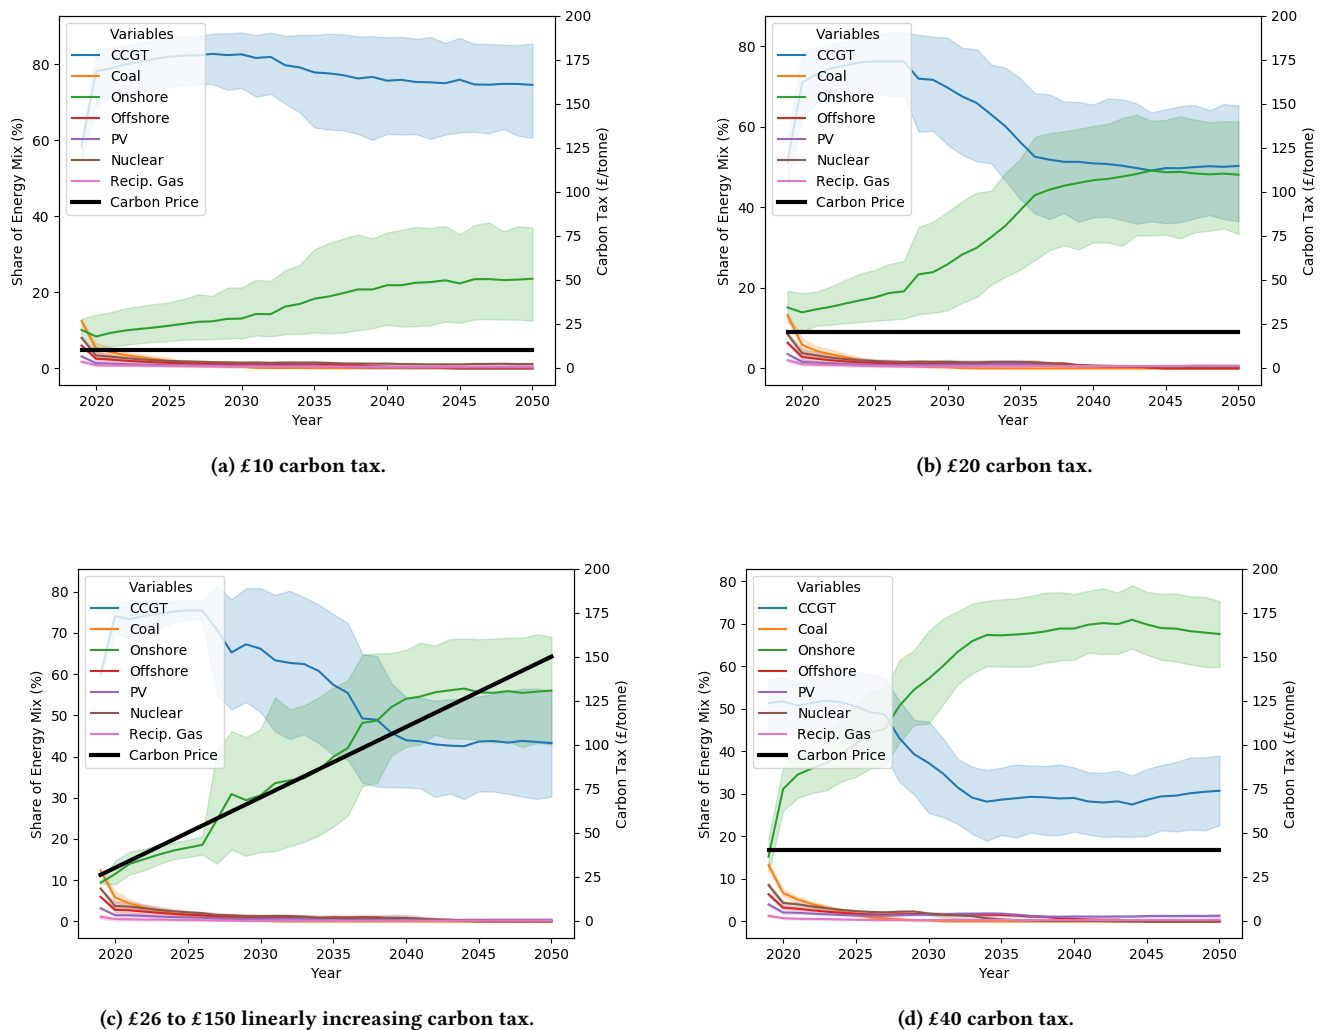 Variables
CCGT
Coal
Onshore
Offshore
PV
Nuclear
Recip. Gas
Carbon Price
Share of Energy Mix (%)
80
60
40
20
0
2020 2025 2030 2035 2040 2045 2050
Year
200
175
150
125
100
75
50
25
0
Carbon Tax (£/tonne)
(a) £10 carbon tax.
Variables
CCGT
Coal
Onshore
Offshore
PV
Nuclear
Recip. Gas
Carbon Price
Share of Energy Mix (%)
80
60
40
20
0
2020 2025 2030 2035 2040 2045 2050
Year
200
175
150
125
100
75
50
25
0
Carbon Tax (£/tonne)
(b) £20 carbon tax.
Variables
CCGT
Coal
Onshore
Offshore
PV
Nuclear
Recip. Gas
Carbon Price
Share of Energy Mix (%)
80
70
60
50
40
30
20
10
0
2020 2025 2030 2035 2040 2045 2050
Year
200
175
150
125
100
75
50
25
0
Carbon Tax (£/tonne)
(c) £26 to £150 linearly increasing carbon tax.
Variables
CCGT
Coal
Onshore
Offshore
PV
Nuclear
Recip. Gas
Carbon Price
Share of Energy Mix (%)
80
70
60
50
40
30
20
10
0
2020 2025 2030 2035 2040 2045 2050
Year
200
175
150
125
100
75
50
25
0
Carbon Tax (£/tonne)
(d) £40 carbon tax.